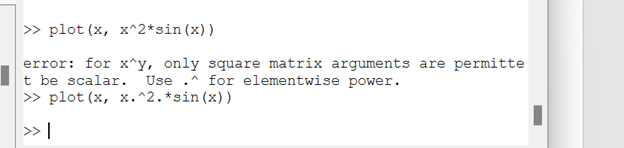 >> plot(x, x^2*sin(x))
error: for x^y, only square matrix arguments are permitte
t be scalar.  Use .^ for elementwise power.
>> plot(x, x.^2.*sin(x))
>>